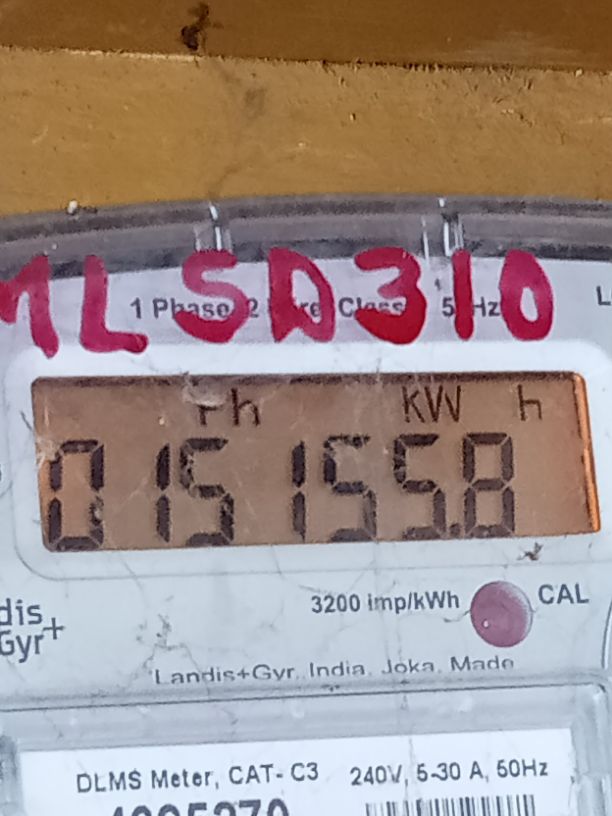 MLSD310
1 Phase 2 Wire Class 1 5 Hz
Ph KW h
015155.8
3200 imp/kWh CAL
dis
Gyr+
Landis+Gyr, India, Joka, Made
DLMS Meter, CAT- C3 240V, 5-30 A, 50Hz